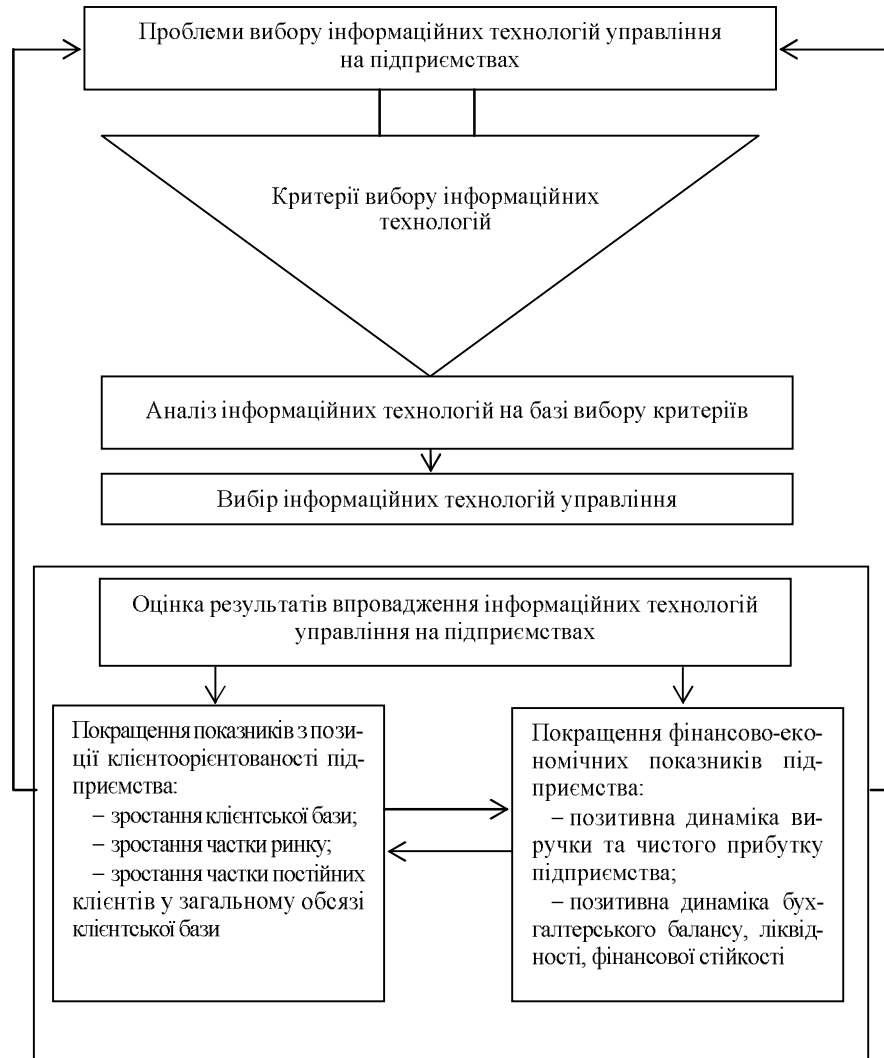 Проблеми вибору інформаційних технологій управління
на підприємствах
Критерії вибору інформаційних
технологій
Аналіз інформаційних технологій на базі вибору критеріїв
Вибір інформаційних технологій управління
Оцінка результатів впровадження інформаційних технологій
управління на підприємствах
Покращення показників з пози-
ції клієнтоорієнтованості під-
приємства:
– зростання клієнтської бази;
– зростання частки ринку;
– зростання частки постійних
клієнтів у загальному обсязі
клієнтської бази
Покращення фінансово-еко-
номічних показників під-
приємства:
– позитивна динаміка ви-
ручки та чистого прибутку
підприємства;
– позитивна динаміка бух-
галтерського балансу, ліквід-
ності, фінансової стійкості